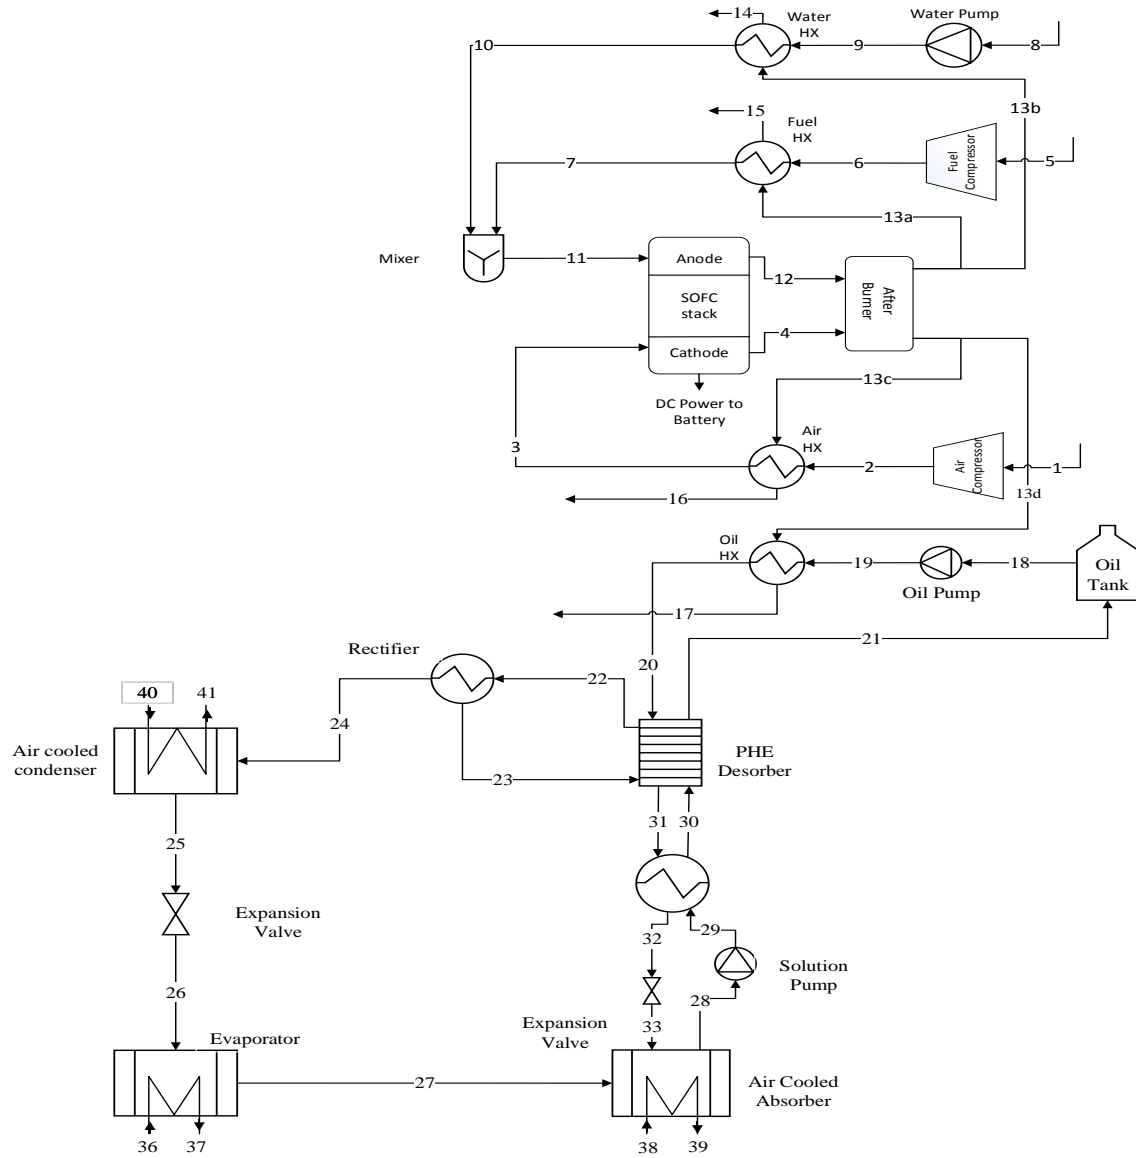 14
Water
HX
Water Pump
10
9
8
13b
15
Fuel
HX
7
6
Fuel
Compressor
5
13a
Mixer
11
Anode
12
SOFC
stack
After
Burner
4
Cathode
13c
DC Power to
Battery
3
Air
HX
2
Air
Compressor
1
16
13d
Oil
HX
19
18
Oil
Tank
Oil Pump
17
21
Rectifier
20
22
40
41
24
Air cooled
condenser
PHE
Desorber
23
31
30
25
Expansion
Valve
29
32
Solution
Pump
26
28
33
Expansion
Valve
Evaporator
27
Air Cooled
Absorber
36
37
38
39